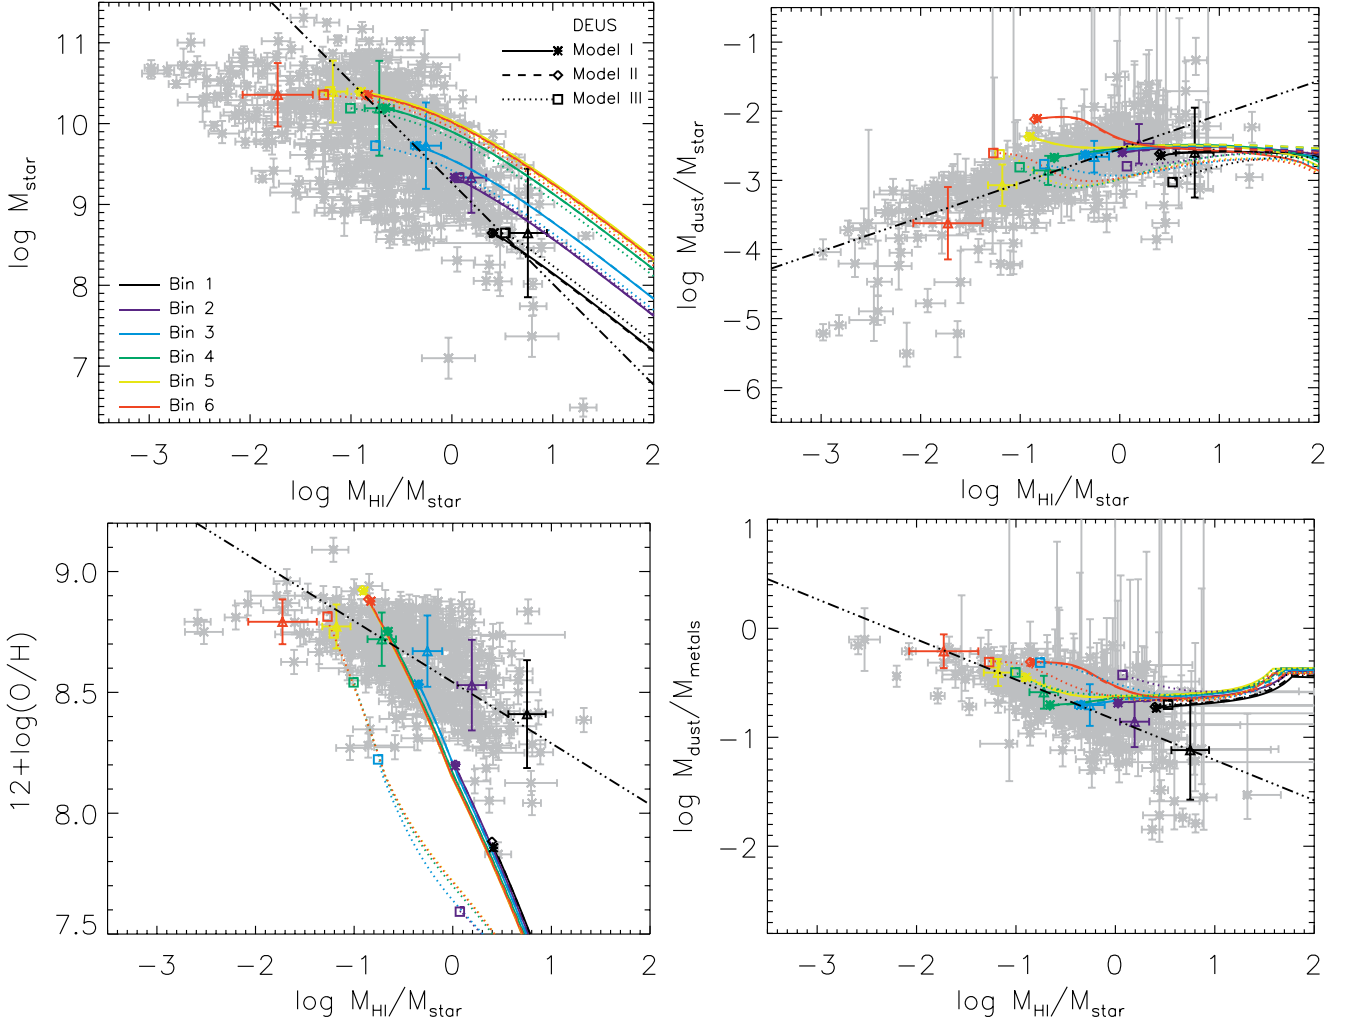 DEUS
Model I
Model II
Model III
Bin 1
Bin 2
Bin 3
Bin 4
Bin 5
Bin 6
11
10
9
8
7
log M_star
−3 −2 −1 0 1 2
log M_HI/M_star
−1
−2
−3
−4
−5
−6
log M_dust/M_star
−3 −2 −1 0 1 2
log M_HI/M_star
9.0
8.5
8.0
7.5
12+log(O/H)
−3 −2 −1 0 1 2
log M_HI/M_star
1
0
−1
−2
log M_dust/M_metals
−3 −2 −1 0 1 2
log M_HI/M_star